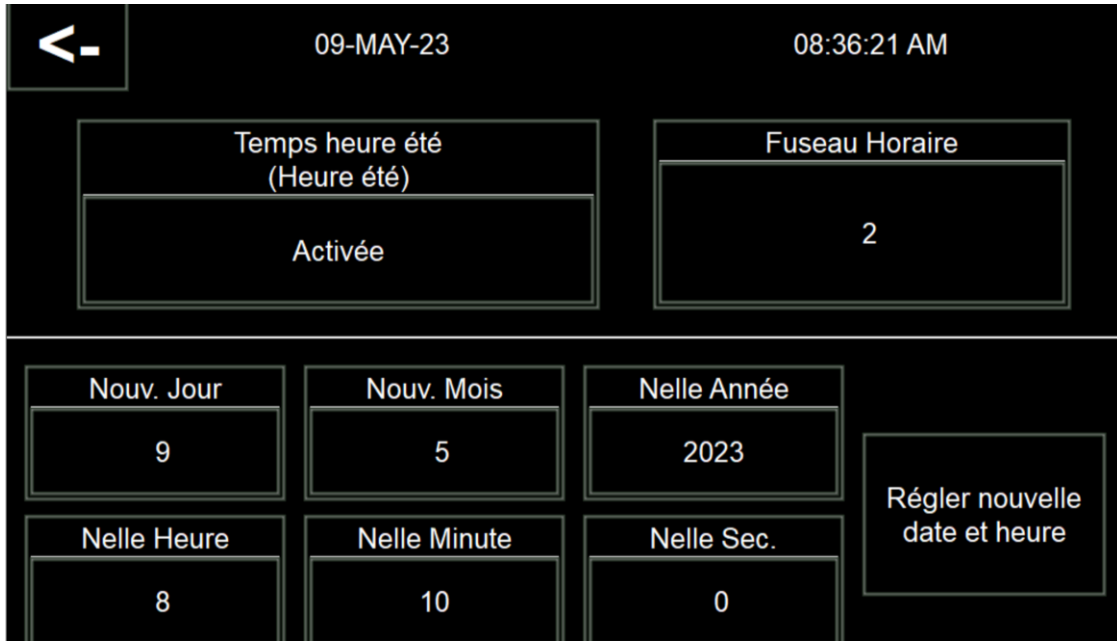 <-
09-MAY-23
08:36:21 AM
Temps heure été
(Heure été)
Activée
Fuseau Horaire
2
Nouv. Jour
9
Nouv. Mois
5
Nelle Année
2023
Nelle Heure
8
Nelle Minute
10
Nelle Sec.
0
Régler nouvelle
date et heure